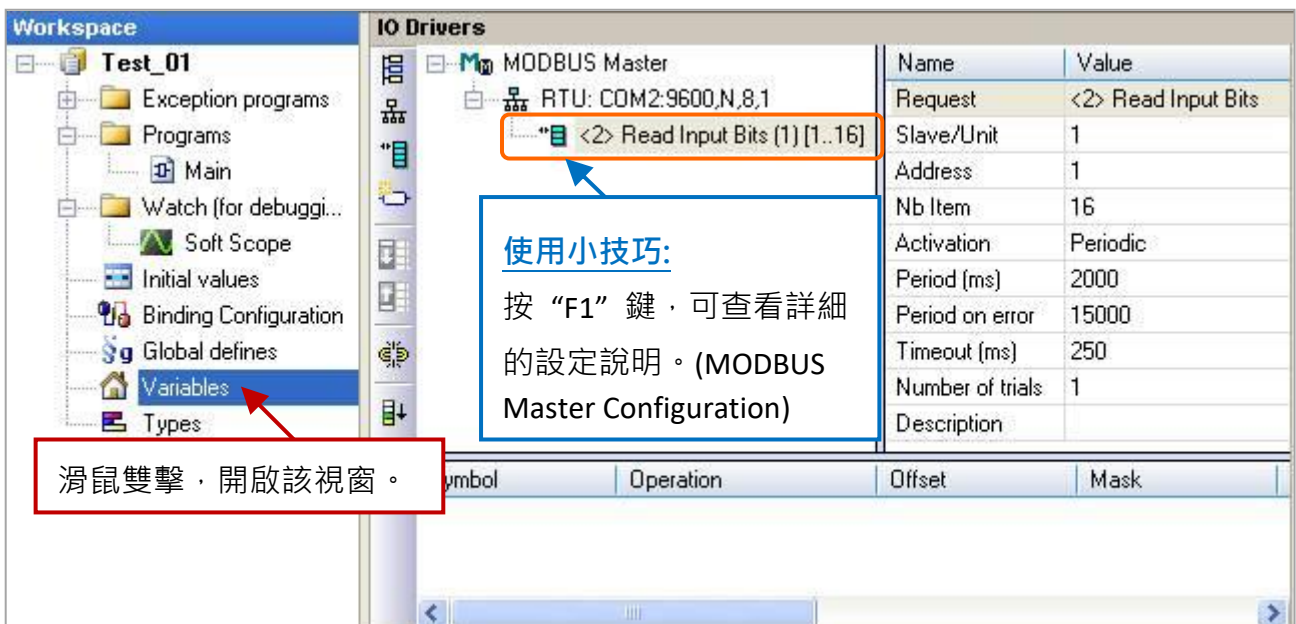 Workspace
Test_01
Exception programs
Programs
Main
Watch (for debuggi...
Soft Scope
Initial values
Binding Configuration
Global defines
Variables
Types
滑鼠雙擊，開啟該視窗。
IO Drivers
MODBUS Master
RTU: COM2:9600,N,8,1
<2> Read Input Bits (1) [1..16]
使用小技巧:
按 “F1” 鍵，可查看詳細
的設定說明。(MODBUS
Master Configuration)
Name Value
Request <2> Read Input Bits
Slave/Unit 1
Address 1
Nb Item 16
Activation Periodic
Period (ms) 2000
Period on error 15000
Timeout (ms) 250
Number of trials 1
Description
ymbol Operation Offset Mask